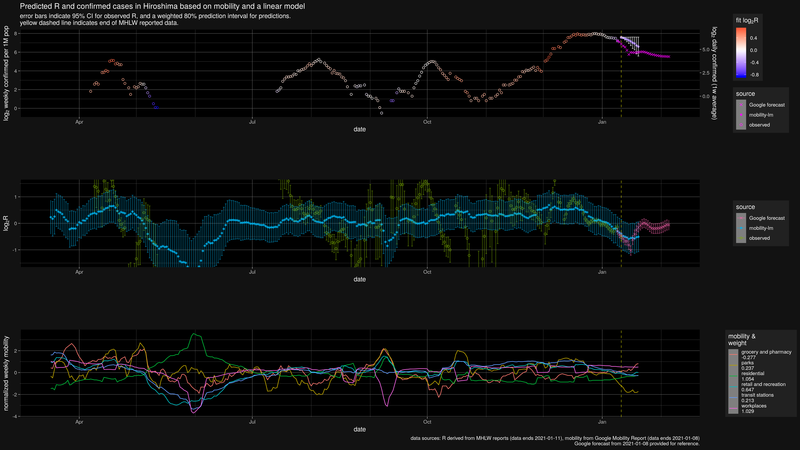 Predicted R and confirmed cases in Hiroshima based on mobility and a linear model
error bars indicate 95% CI for observed R, and a weighted 80% prediction interval for predictions.
yellow dashed line indicates end of MHLW reported data.
log₂ weekly confirmed per 1M pop
8
6
4
2
0
5.0
2.5
0.0
log₂ daily confirmed (1w average)
Apr
Jul
Oct
Jan
date
fit log₂R
0.4
0.0
-0.4
-0.8
source
Google forecast
mobility-lm
observed
log₂R
1
0
-1
Apr
Jul
Oct
Jan
date
source
Google forecast
mobility-lm
observed
normalized weekly mobility
4
2
0
-2
-4
Apr
Jul
Oct
Jan
date
mobility &
weight
grocery and pharmacy
-0.277
parks
0.237
residential
1.054
retail and recreation
0.647
transit stations
0.213
workplaces
1.029
data sources: R derived from MHLW reports (data ends 2021-01-11), mobility from Google Mobility Report (data ends 2021-01-08)
Google forecast from 2021-01-08 provided for reference.